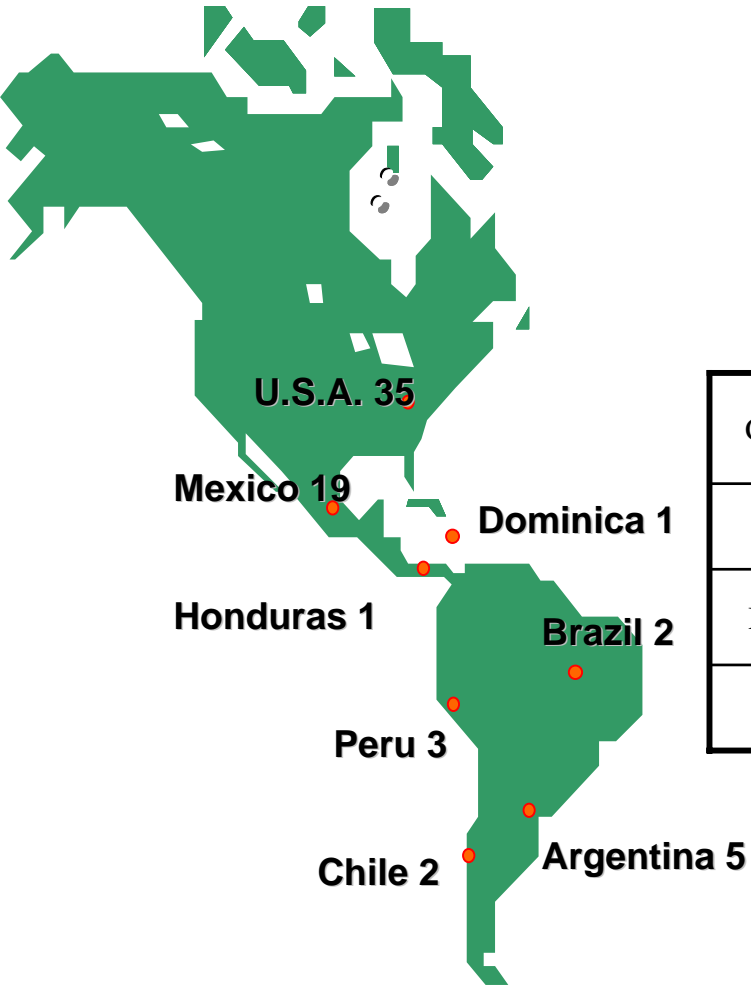 U.S.A. 35
Mexico 19
Dominica 1
Honduras 1
Brazil 2
Peru 3
Argentina 5
Chile 2